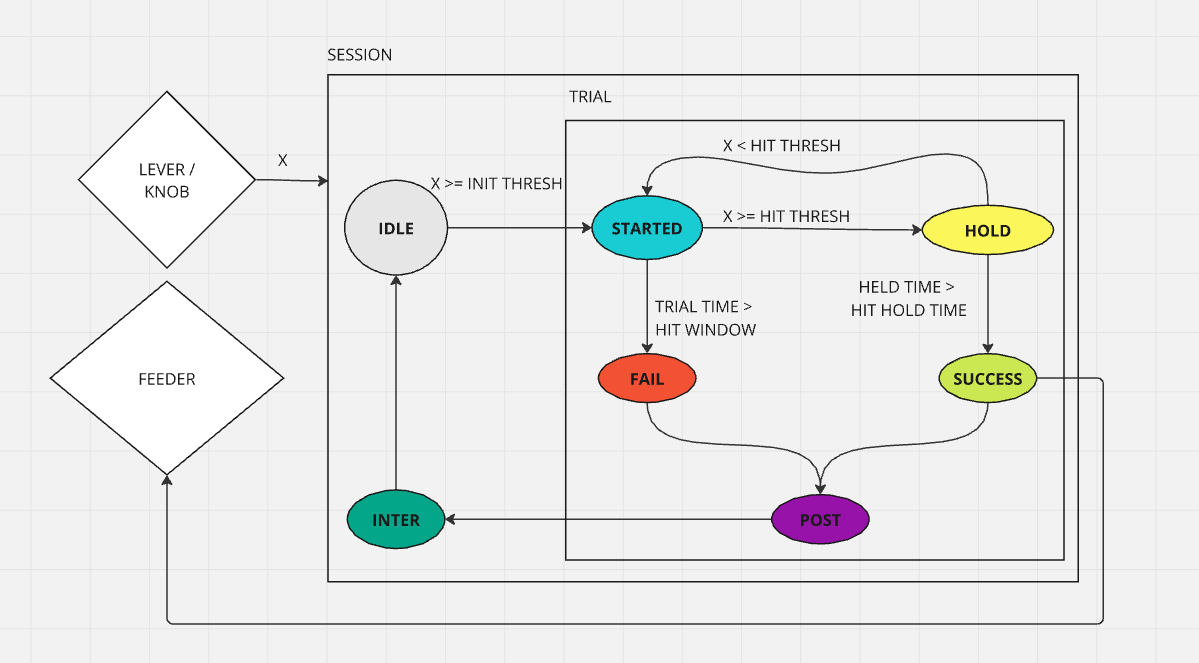 SESSION
TRIAL
LEVER /
KNOB
X
X < HIT THRESH
X >= INIT THRESH
X >= HIT THRESH
IDLE
STARTED
HOLD
TRIAL TIME >
HIT WINDOW
HELD TIME >
HIT HOLD TIME
FEEDER
FAIL
SUCCESS
INTER
POST